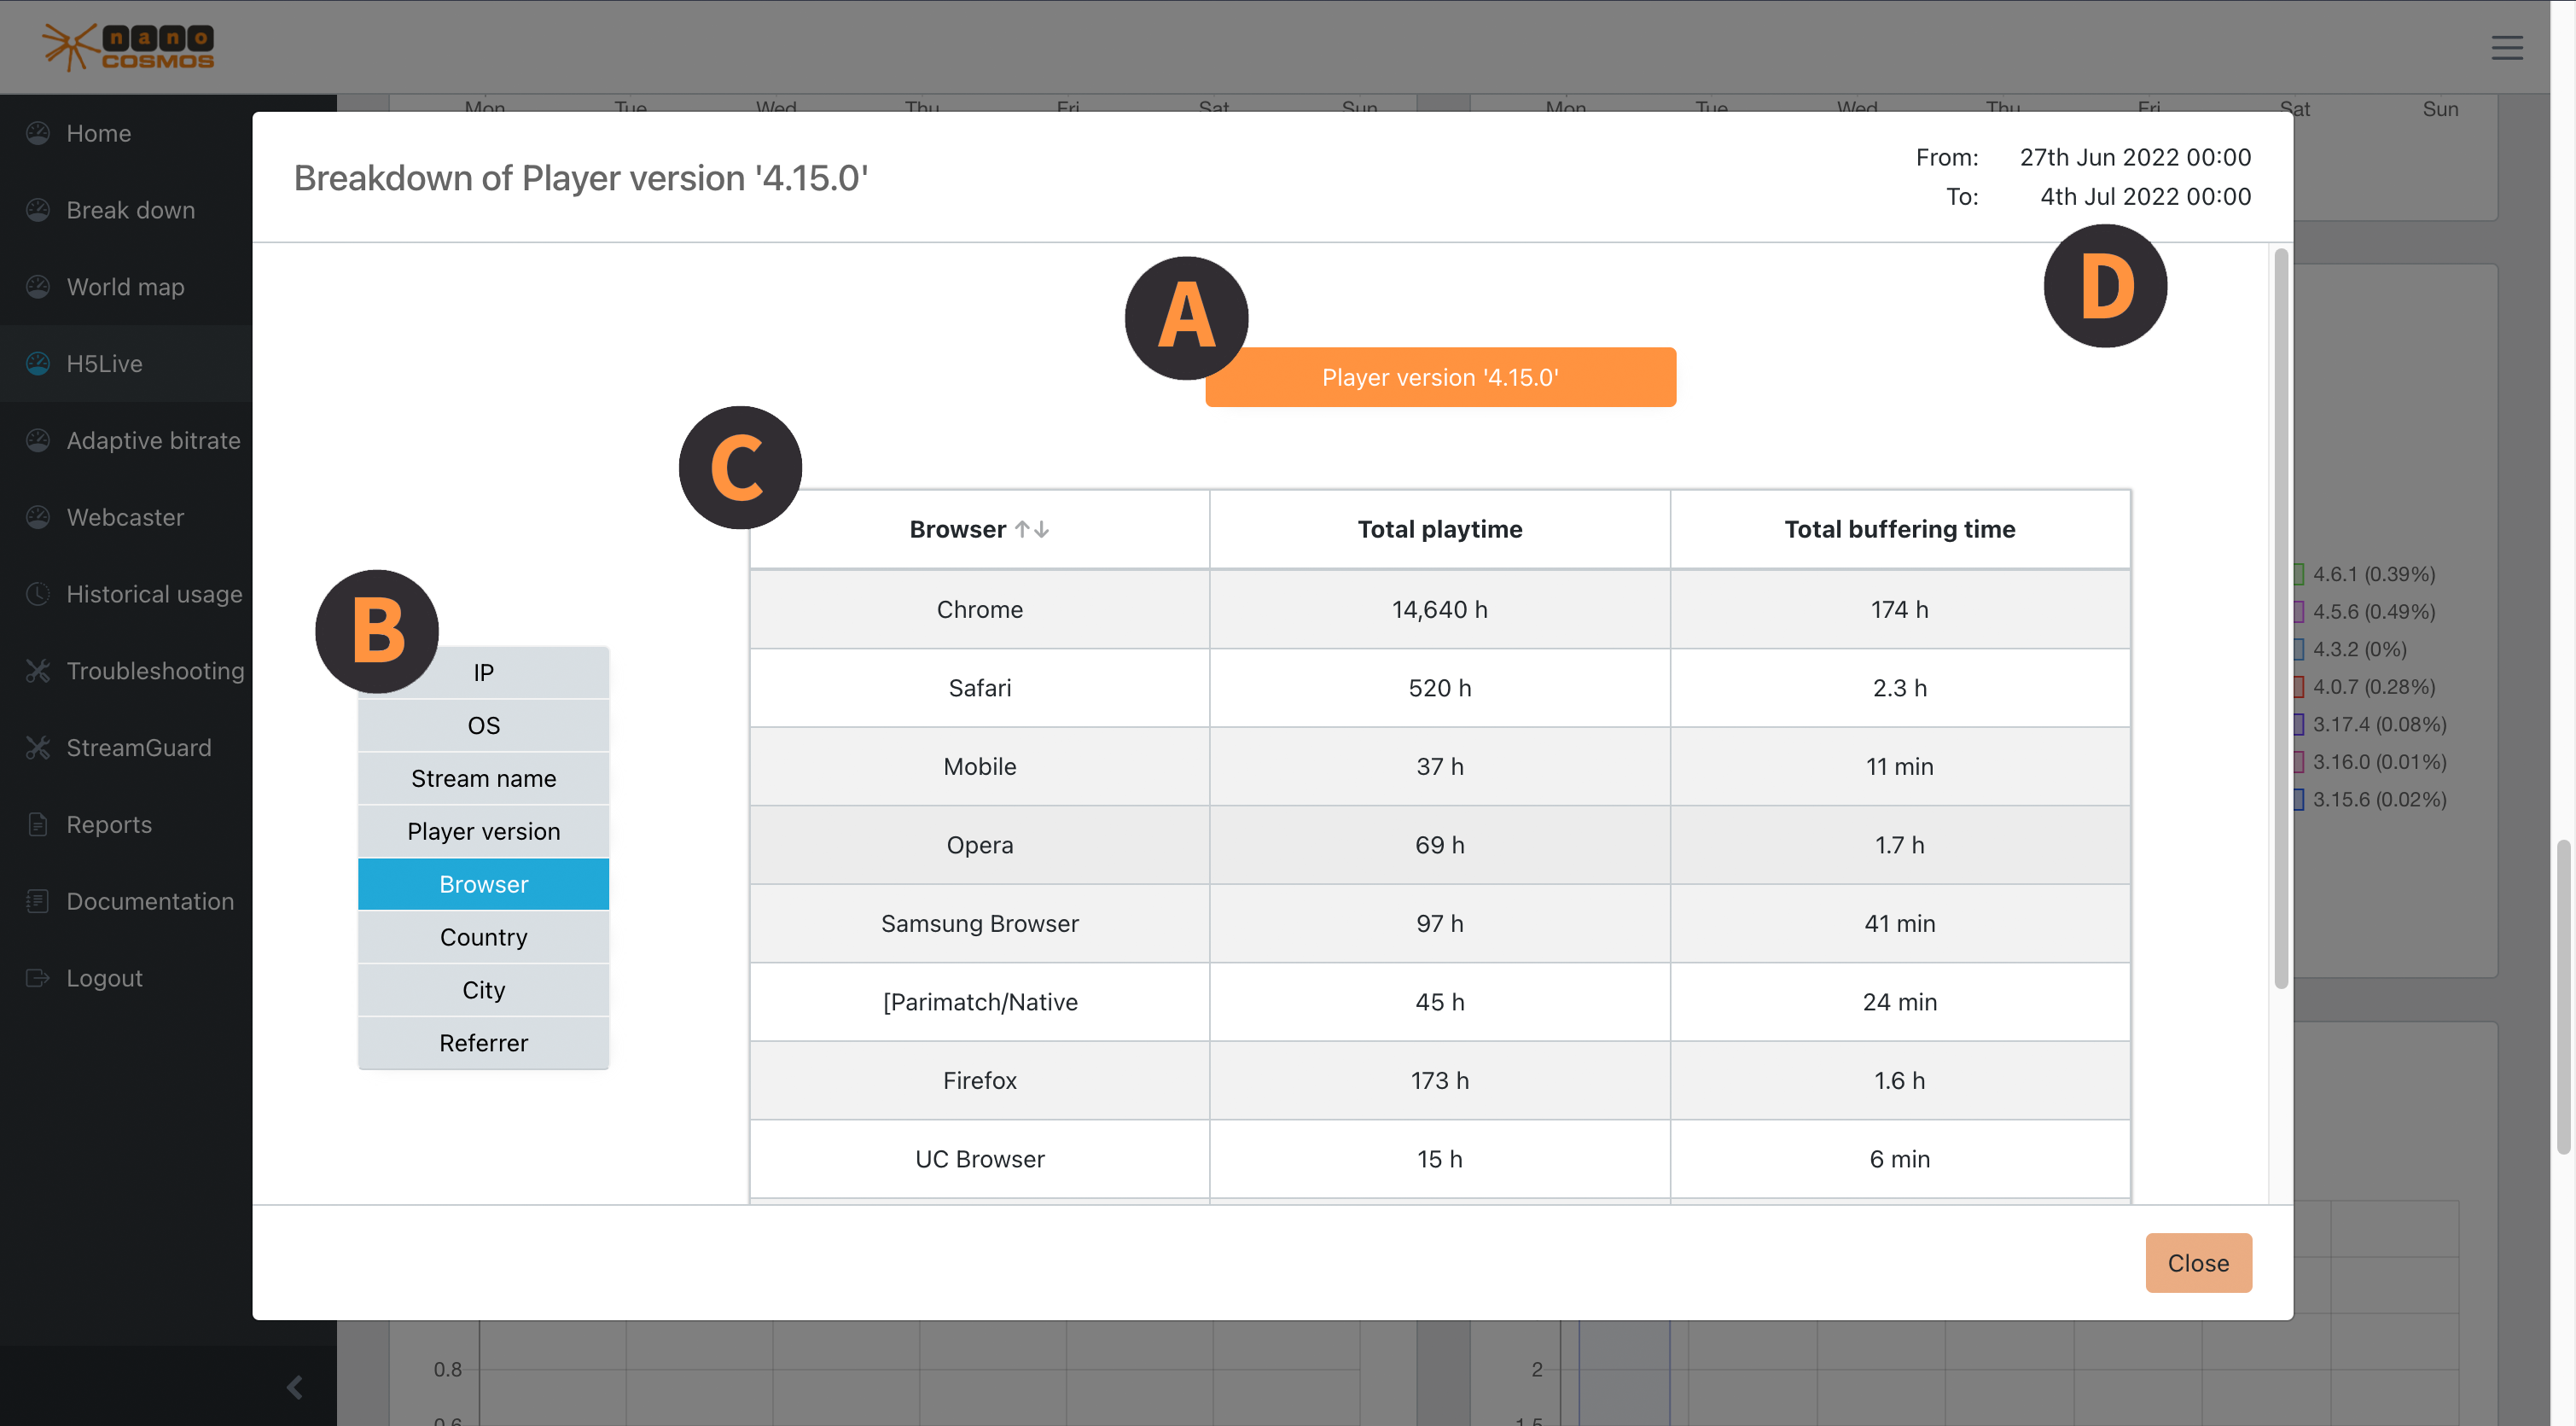 nano
COSMOS
Mon Tue Wed Thu Fri Sat Sun Mon Tue Wed Thu Fri Sat Sun
Home
Break down
World map
H5Live
Adaptive bitrate
Webcaster
Historical usage
Troubleshooting
StreamGuard
Reports
Documentation
Logout
Breakdown of Player version '4.15.0'
From: 27th Jun 2022 00:00
To: 4th Jul 2022 00:00
A
D
Player version '4.15.0'
C
B
IP
OS
Stream name
Player version
Browser
Country
City
Referrer
Browser ↑↓ Total playtime Total buffering time
Chrome 14,640 h 174 h
Safari 520 h 2.3 h
Mobile 37 h 11 min
Opera 69 h 1.7 h
Samsung Browser 97 h 41 min
[Parimatch/Native 45 h 24 min
Firefox 173 h 1.6 h
UC Browser 15 h 6 min
Close
4.6.1 (0.39%)
4.5.6 (0.49%)
4.3.2 (0%)
4.0.7 (0.28%)
3.17.4 (0.08%)
3.16.0 (0.01%)
3.15.6 (0.02%)
0.8
2
0.6
1.5